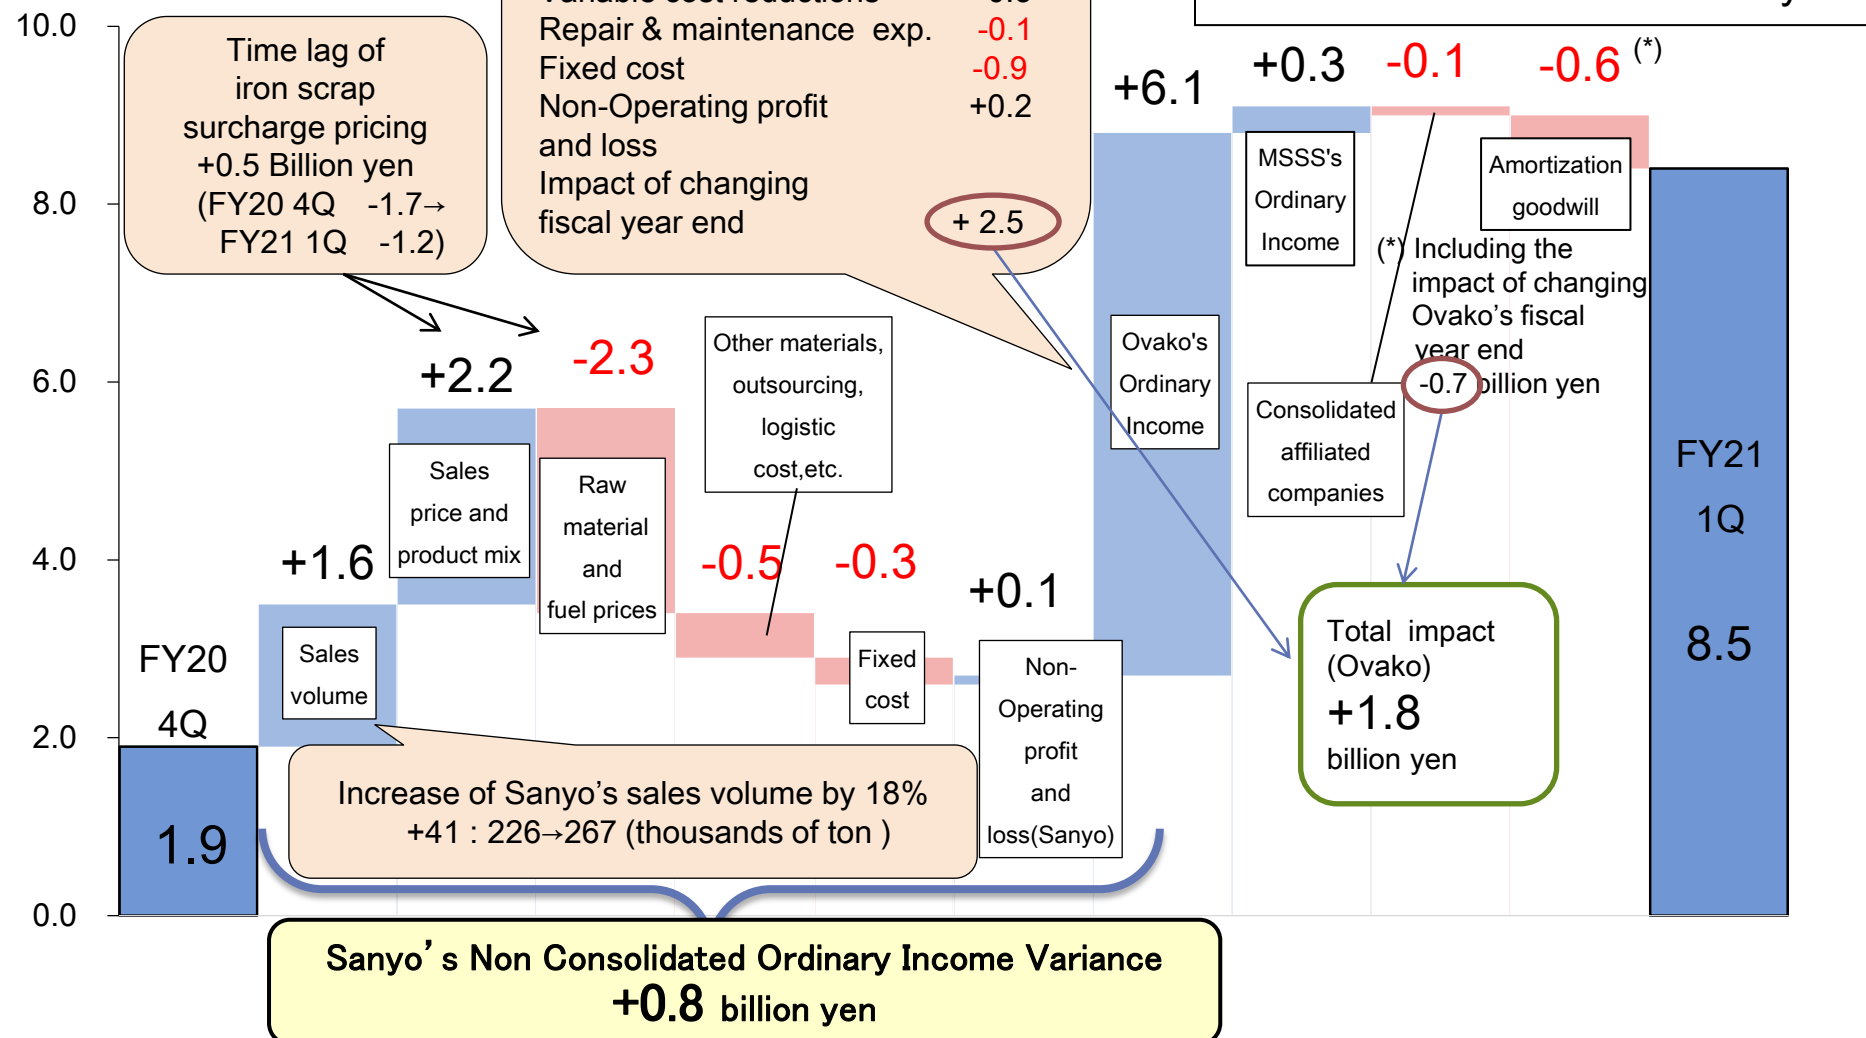 10.0
8.0
6.0
4.0
2.0
0.0
Time lag of
iron scrap
surcharge pricing
+0.5 Billion yen
(FY20 4Q -1.7→
FY21 1Q -1.2)
Repair & maintenance exp. -0.1
Fixed cost -0.9
Non-Operating profit +0.2
and loss
Impact of changing
fiscal year end + 2.5
FY20
4Q
1.9
+1.6
Sales
volume
+2.2
Sales
price and
product mix
-2.3
Raw
material
and
fuel prices
-0.5
Other materials,
outsourcing,
logistic
cost,etc.
-0.3
Fixed
cost
+0.1
Non-
Operating
profit
and
loss(Sanyo)
+6.1
Ovako's
Ordinary
Income
+0.3
MSSS's
Ordinary
Income
-0.1
Consolidated
affiliated
companies
-0.6 (*)
Amortization
goodwill
(*) Including the
impact of changing
Ovako's fiscal
year end
-0.7 billion yen
Total impact
(Ovako)
+1.8
billion yen
FY21
1Q
8.5
Increase of Sanyo's sales volume by 18%
+41 : 226→267 (thousands of ton )
Sanyo's Non Consolidated Ordinary Income Variance
+0.8 billion yen